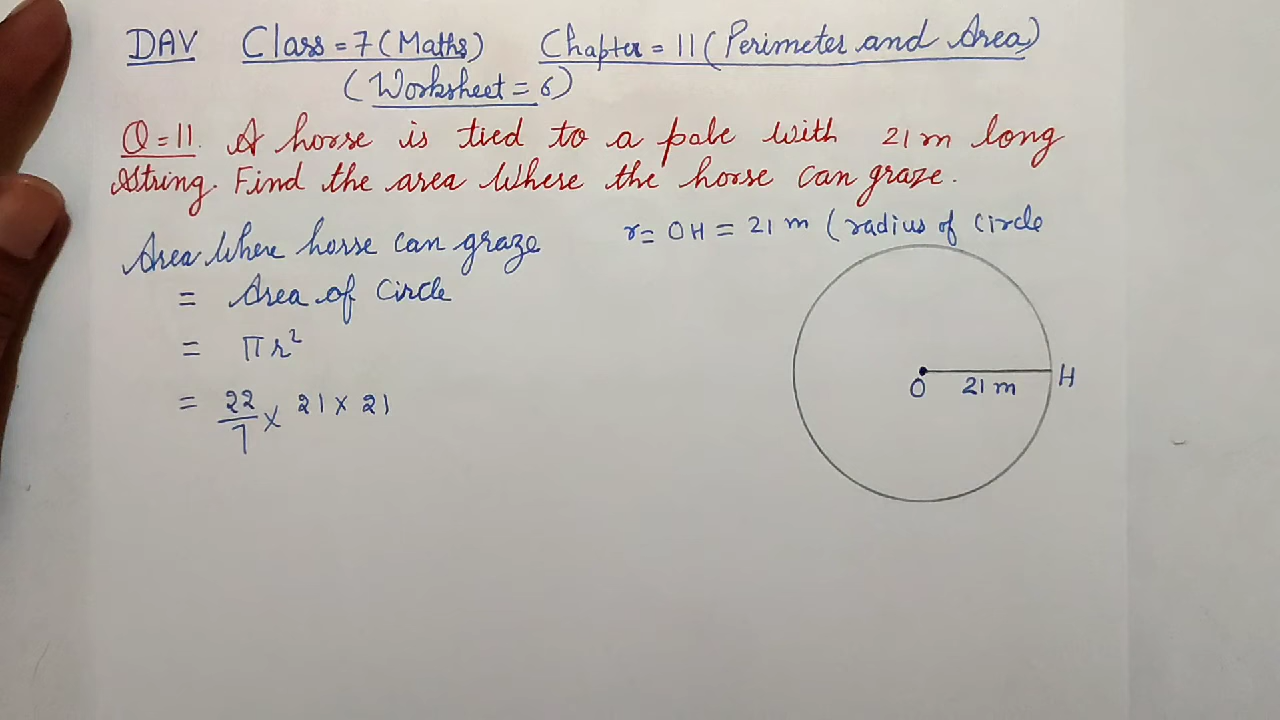 DAV Class = 7 (Maths) Chapter = 11 (Perimeter and Area)
(Worksheet = 6)
Q = 11. A horse is tied to a pole with 21 m long
string. Find the area where the horse can graze.
Area where horse can graze
r = OH = 21 m (radius of circle
= Area of circle
= πr²
= 22/7 × 21 × 21
O 21 m H